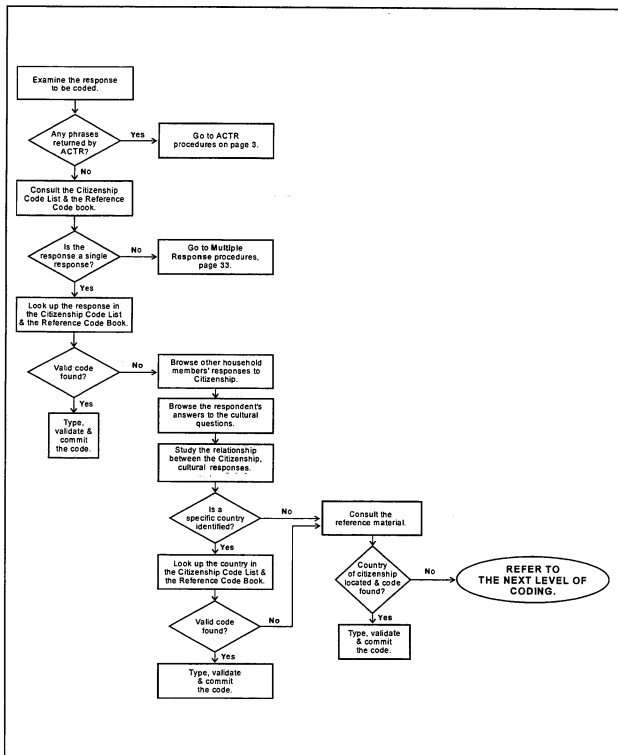 Examine the response
to be coded.
Any phrases
returned by
ACTR?
Yes
Go to ACTR
procedures on page 3.
No
Consult the Citizenship
Code List & the Reference
Code book.
Is the
response a single
response?
No
Go to Multiple
Response procedures,
page 33.
Yes
Look up the response in
the Citizenship Code List
& the Reference Code Book.
Valid code
found?
No
Browse other household
members' responses to
Citizenship.
Yes
Type,
validate &
commit
the code.
Browse the respondent's
answers to the cultural
questions.
Study the relationship
between the Citizenship,
cultural responses.
Is a
specific country
identified?
No
Consult the
reference material.
Yes
Look up the country in
the Citizenship Code List &
the Reference Code Book.
Country
of citizenship
located & code
found?
No
REFER TO
THE NEXT LEVEL OF
CODING.
Valid code
found?
No
Yes
Type, validate
& commit
the code.
Yes
Type, validate
& commit
the code.